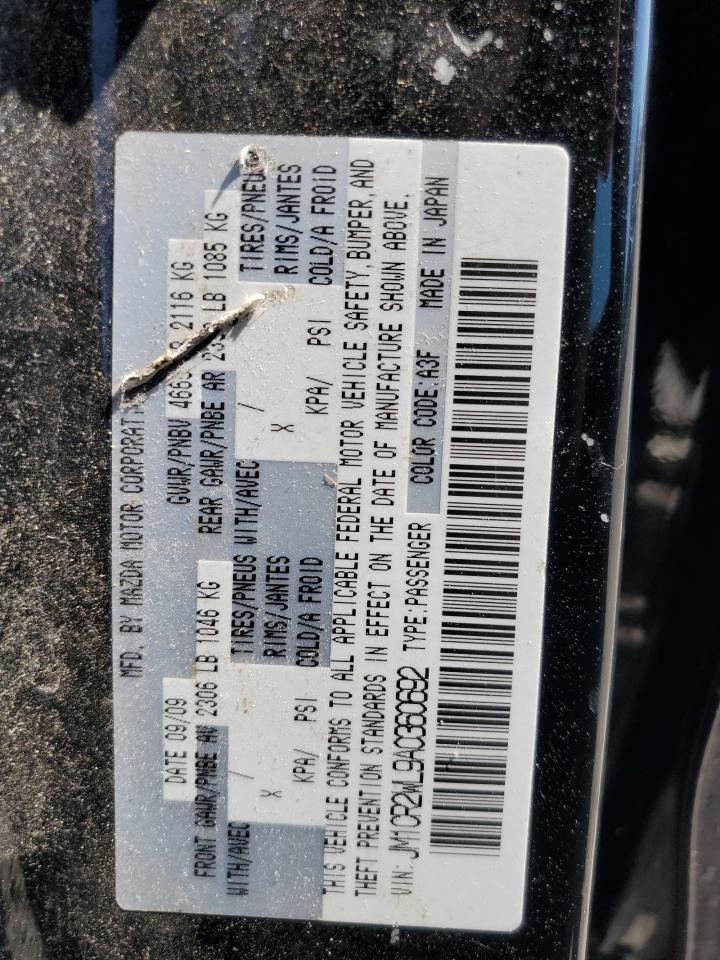 MFD. BY MAZDA MOTOR CORPORATI
DATE 09/09 GVWR/PNBV 466 2116 KG
FRONT GAWR/PNBE AV 2306 LB 1046 KG REAR GAWR/PNBE AR LB 1085 KG
WITH/AVEC / X KPA/ PSI TIRES/PNEUS RIMS/JANTES COLD/A FROID WITH/AVEC / X KPA/ PSI TIRES/PNEU RIMS/JANTES COLD/A FROID
THIS VEHICLE CONFORMS TO ALL APPLICABLE FEDERAL MOTOR VEHICLE SAFETY, BUMPER, AND
THEFT PREVENTION STANDARDS IN EFFECT ON THE DATE OF MANUFACTURE SHOWN ABOVE.
VIN: JM1CR2WL9A0360692 TYPE:PASSENGER COLOR CODE:A3F MADE IN JAPAN